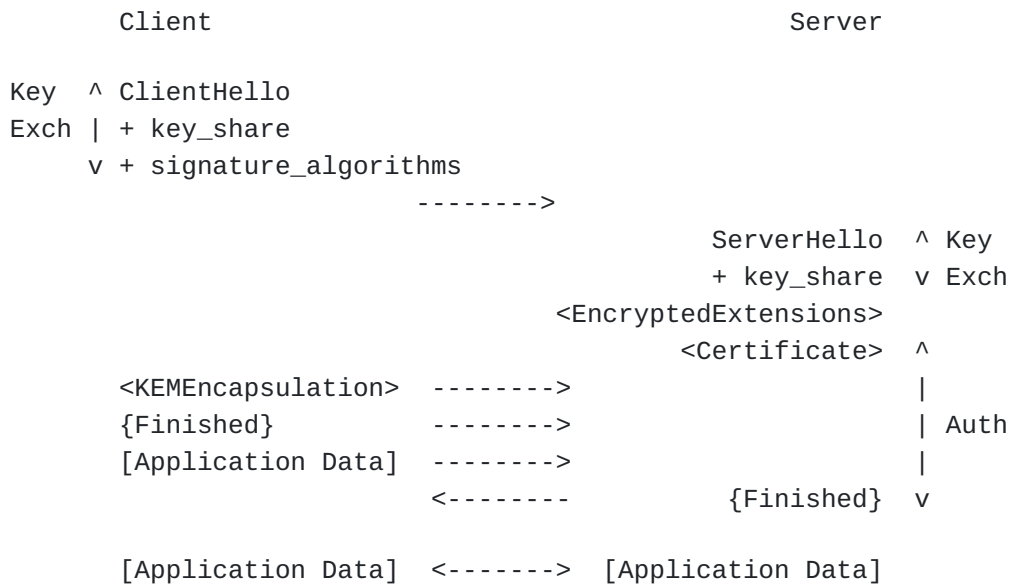 Client                                     Server
Key  ^ ClientHello
Exch | + key_share
     v + signature_algorithms
                          -------->
                                      ServerHello  ^ Key
                                      + key_share  v Exch
                            <EncryptedExtensions>
                                    <Certificate>  ^
       <KEMEncapsulation>  -------->                       |
       {Finished}          -------->                       | Auth
       [Application Data]  -------->                       |
                           <--------          {Finished}  v
       [Application Data]  <------->  [Application Data]